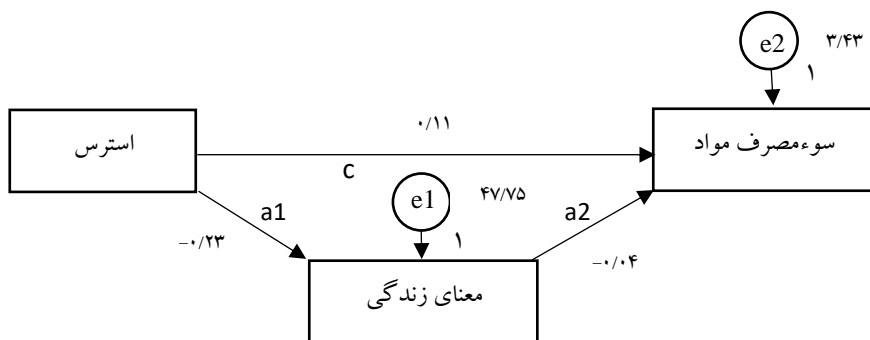 e2
۳/۴۳
۱
۰/۱۱
استرس
سوءمصرف مواد
c
e1
۴۷/۷۵
a1
a2
۱
-۰/۲۳
-۰/۰۴
معنای زندگی